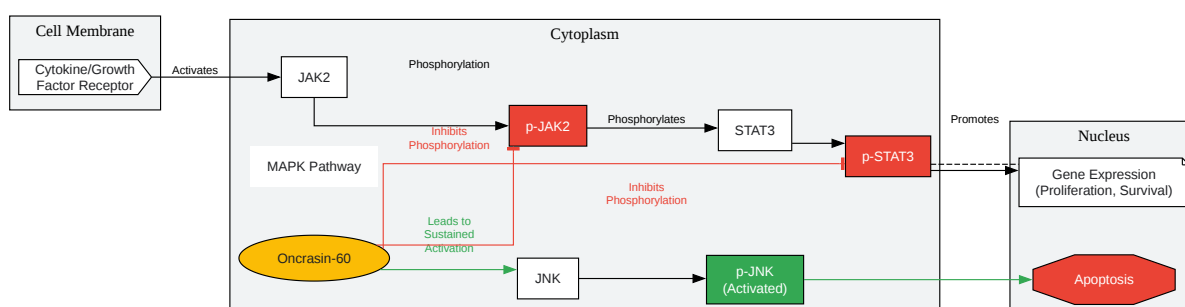 Cell Membrane
Cytokine/Growth
Factor Receptor
Activates
Cytoplasm
JAK2
Phosphorylation
Inhibits
Phosphorylation
p-JAK2
Phosphorylates
STAT3
p-STAT3
Promotes
Nucleus
Gene Expression
(Proliferation, Survival)
MAPK Pathway
Inhibits
Phosphorylation
Leads to
Sustained
Activation
Oncrasin-60
JNK
p-JNK
(Activated)
Apoptosis